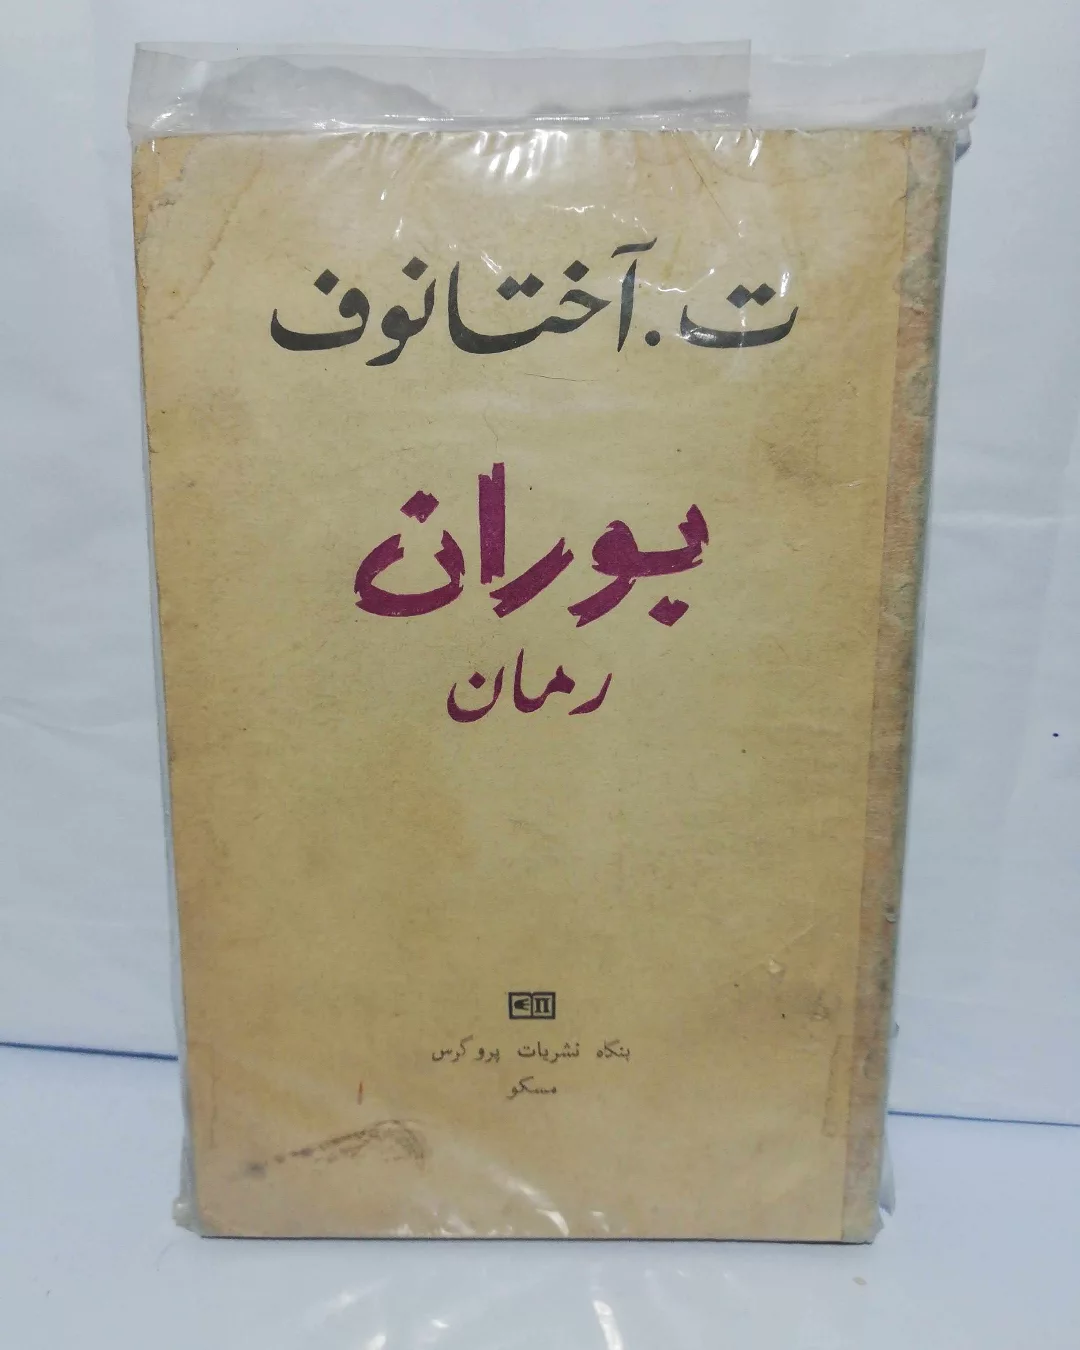 ت. آختانوف
بوران
رمان
بنگاه نشریات پروگرس
مسکو